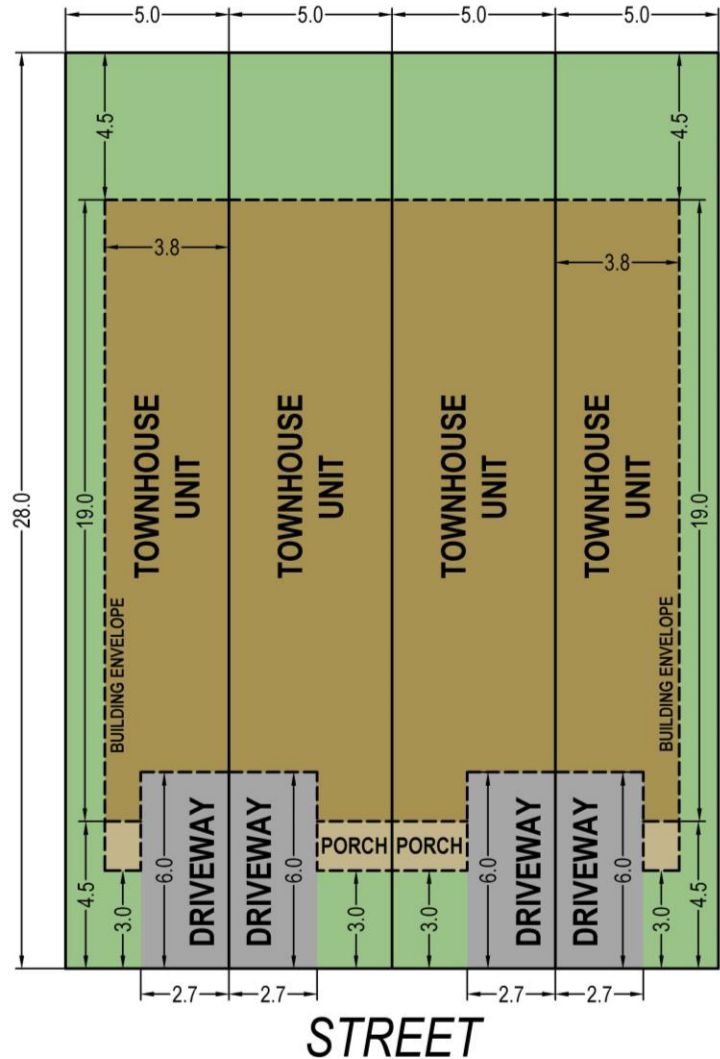 5.0 5.0 5.0 5.0
4.5 4.5
3.8 3.8
28.0
19.0 19.0
TOWNHOUSE
UNIT
TOWNHOUSE
UNIT
TOWNHOUSE
UNIT
TOWNHOUSE
UNIT
BUILDING ENVELOPE
BUILDING ENVELOPE
DRIVEWAY
DRIVEWAY
PORCH
PORCH
DRIVEWAY
DRIVEWAY
6.0 6.0 6.0 6.0
4.5 4.5
3.0 3.0 3.0 3.0
2.7 2.7 2.7 2.7
STREET